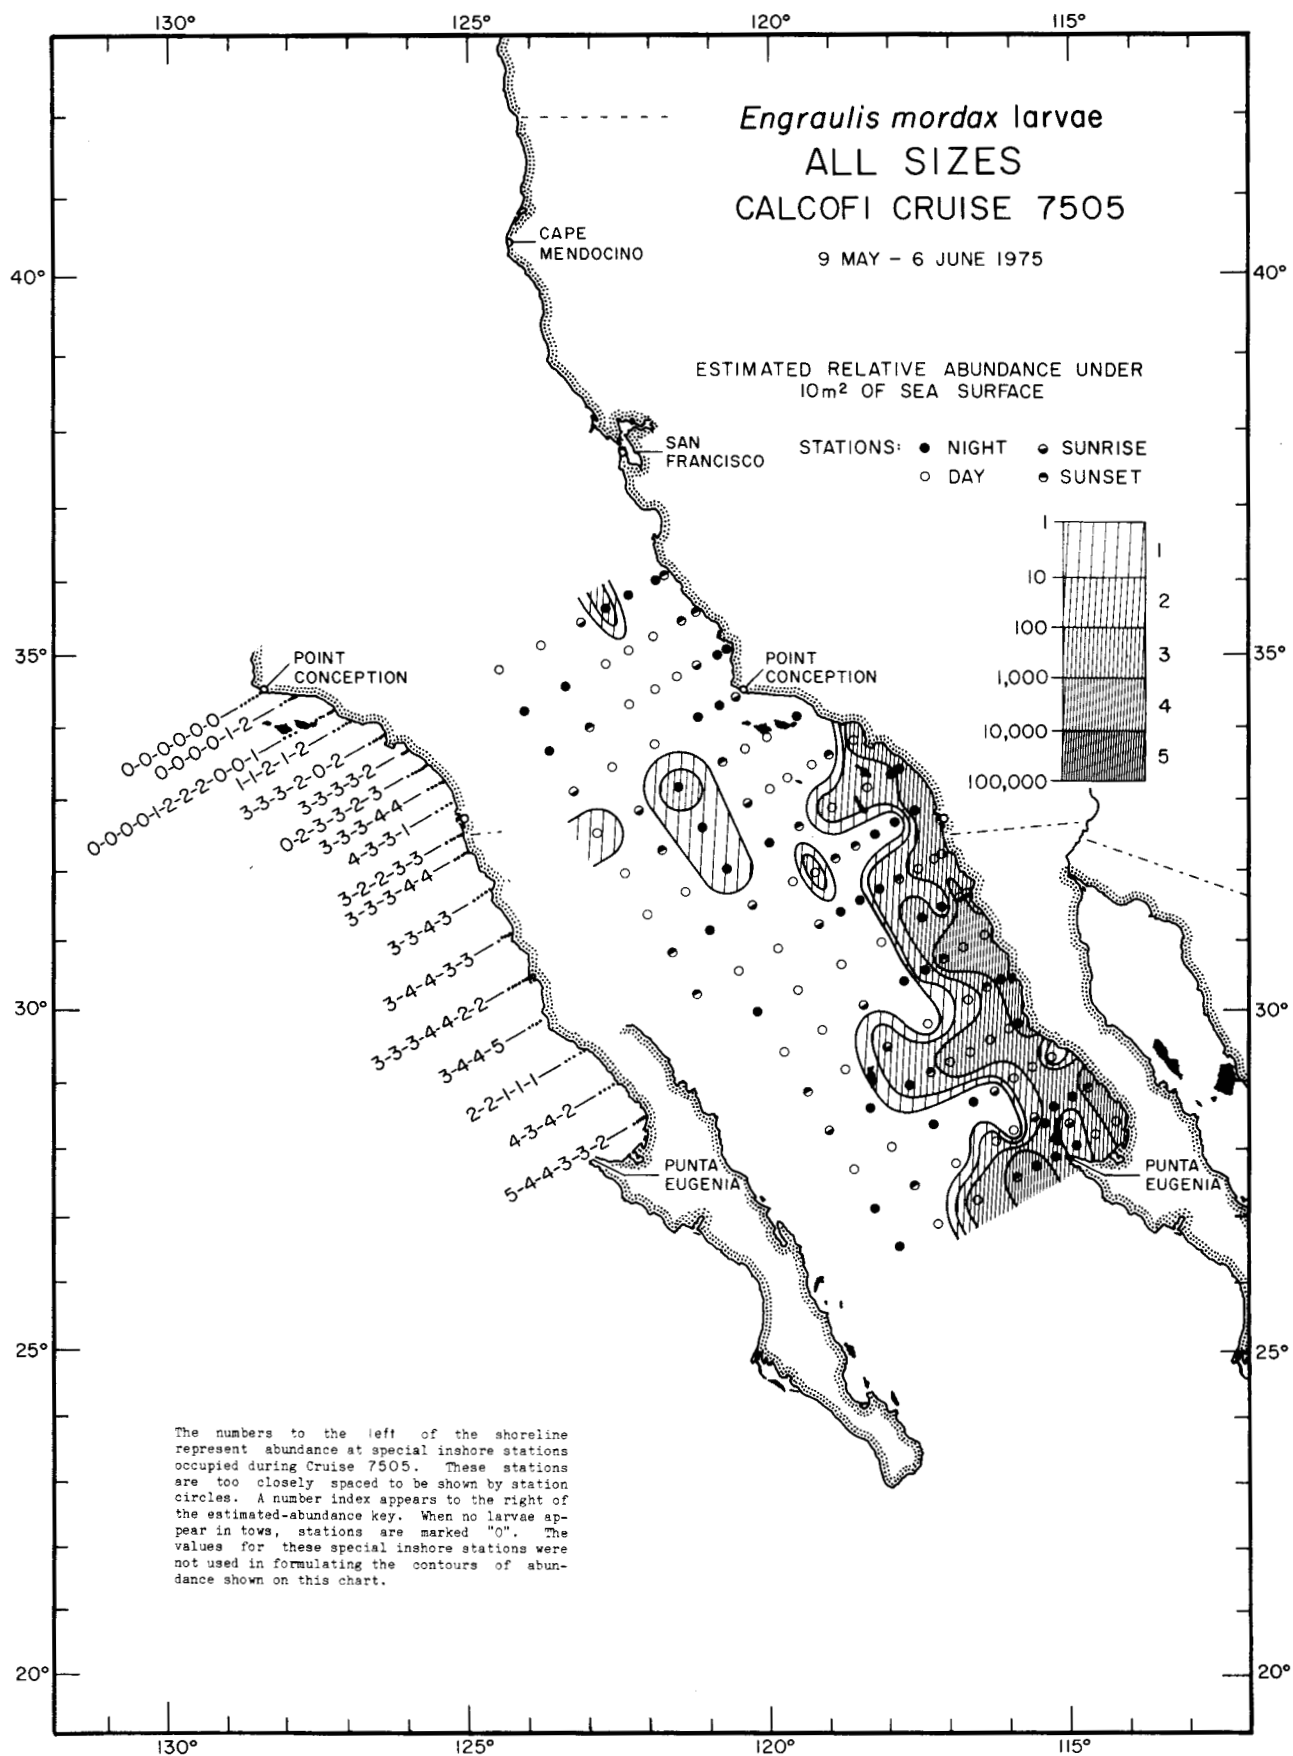 130° 125° 120° 115°
Engraulis mordax larvae
ALL SIZES
CALCOFI CRUISE 7505
9 MAY – 6 JUNE 1975
CAPE
MENDOCINO
40° 40°
ESTIMATED RELATIVE ABUNDANCE UNDER
10m² OF SEA SURFACE
STATIONS: ● NIGHT ◒ SUNRISE
○ DAY ◓ SUNSET
SAN
FRANCISCO
1
1
10
2
100
3
1,000
4
10,000
5
100,000
35° 35°
POINT
CONCEPTION
POINT
CONCEPTION
0-0-0-0-0-0
0-0-0-0-1-2
0-0-0-0-1-2-2-2-0-0-1
1-1-2-1-2
3-3-3-2-0-2
3-3-3-3-2
0-2-3-3-2-3
3-3-3-4-4
4-3-3-1
3-2-2-3-3
3-3-3-4-4
3-3-4-3
3-4-4-3-3
30° 30°
3-3-3-4-4-2-2
3-4-4-5
2-2-1-1-1
4-3-4-2
5-4-4-3-3-2
PUNTA
EUGENIA
PUNTA
EUGENIA
25° 25°
The numbers to the left of the shoreline
represent abundance at special inshore stations
occupied during Cruise 7505. These stations
are too closely spaced to be shown by station
circles. A number index appears to the right of
the estimated-abundance key. When no larvae ap-
pear in tows, stations are marked "0". The
values for these special inshore stations were
not used in formulating the contours of abun-
dance shown on this chart.
20° 20°
130° 125° 120° 115°